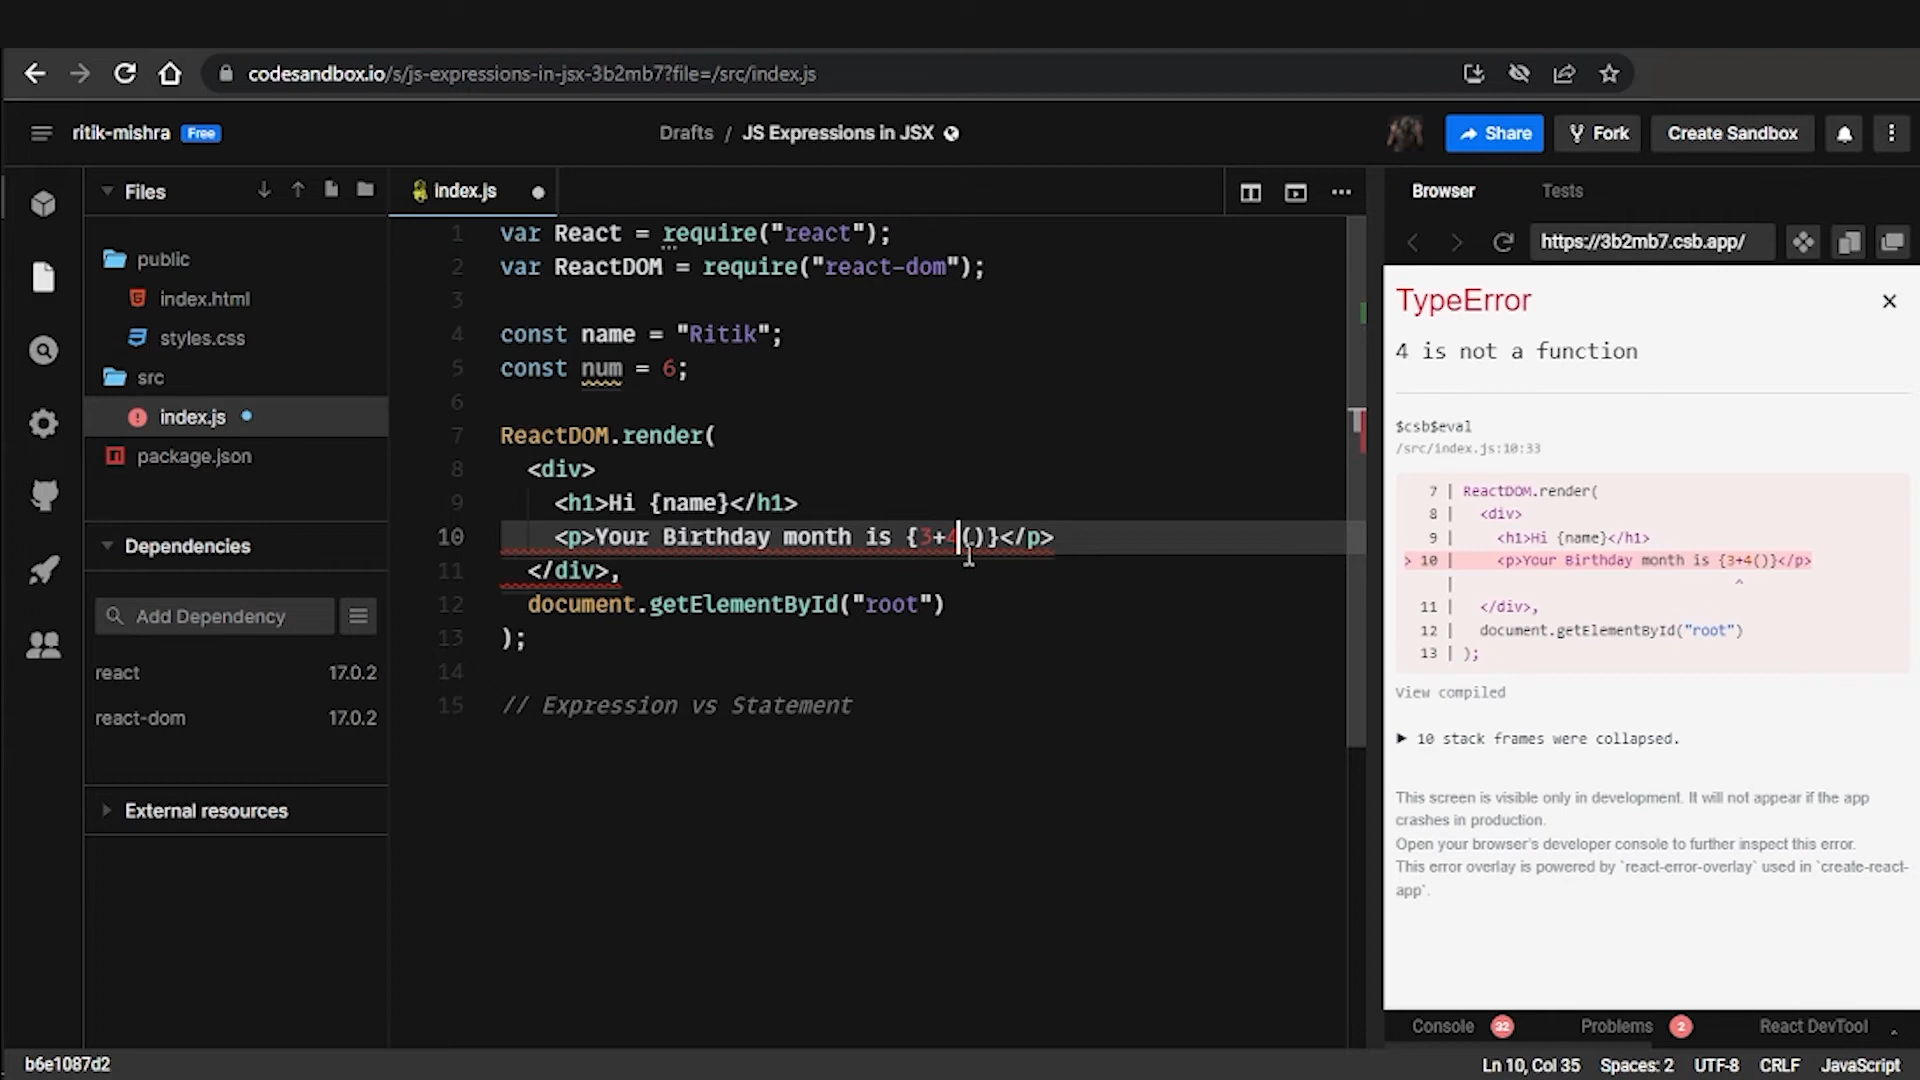 codesandbox.io/s/js-expressions-in-jsx-3b2mb7?file=/src/index.js
ritik-mishra Free
Drafts / JS Expressions in JSX
Share
Fork
Create Sandbox
Files
index.js
public
index.html
styles.css
src
index.js
package.json
Dependencies
Add Dependency
react 17.0.2
react-dom 17.0.2
External resources
1 var React = require("react");
2 var ReactDOM = require("react-dom");
3
4 const name = "Ritik";
5 const num = 6;
6
7 ReactDOM.render(
8 <div>
9 <h1>Hi {name}</h1>
10 <p>Your Birthday month is {3+4()}</p>
11 </div>,
12 document.getElementById("root")
13 );
14
15 // Expression vs Statement
Browser Tests
https://3b2mb7.csb.app/
TypeError
4 is not a function
$csb$eval
/src/index.js:10:33
7 | ReactDOM.render(
8 | <div>
9 | <h1>Hi {name}</h1>
> 10 | <p>Your Birthday month is {3+4()}</p>
| ^
11 | </div>,
12 | document.getElementById("root")
13 | );
View compiled
▶ 10 stack frames were collapsed.
This screen is visible only in development. It will not appear if the app
crashes in production.
Open your browser's developer console to further inspect this error.
This error overlay is powered by `react-error-overlay` used in `create-react-
app`.
Console 32 Problems 2 React DevTool
b6e1087d2
Ln 10, Col 35 Spaces: 2 UTF-8 CRLF JavaScript